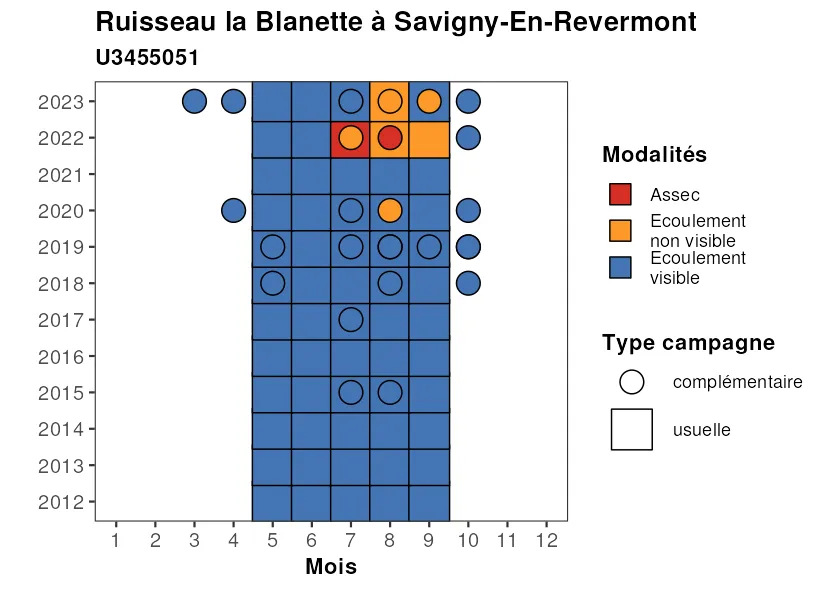 Ruisseau la Blanette à Savigny-En-Revermont
U3455051
2023
2022
2021
2020
2019
2018
2017
2016
2015
2014
2013
2012
1 2 3 4 5 6 7 8 9 10 11 12
Mois
Modalités
Assec
Ecoulement
non visible
Ecoulement
visible
Type campagne
complémentaire
usuelle